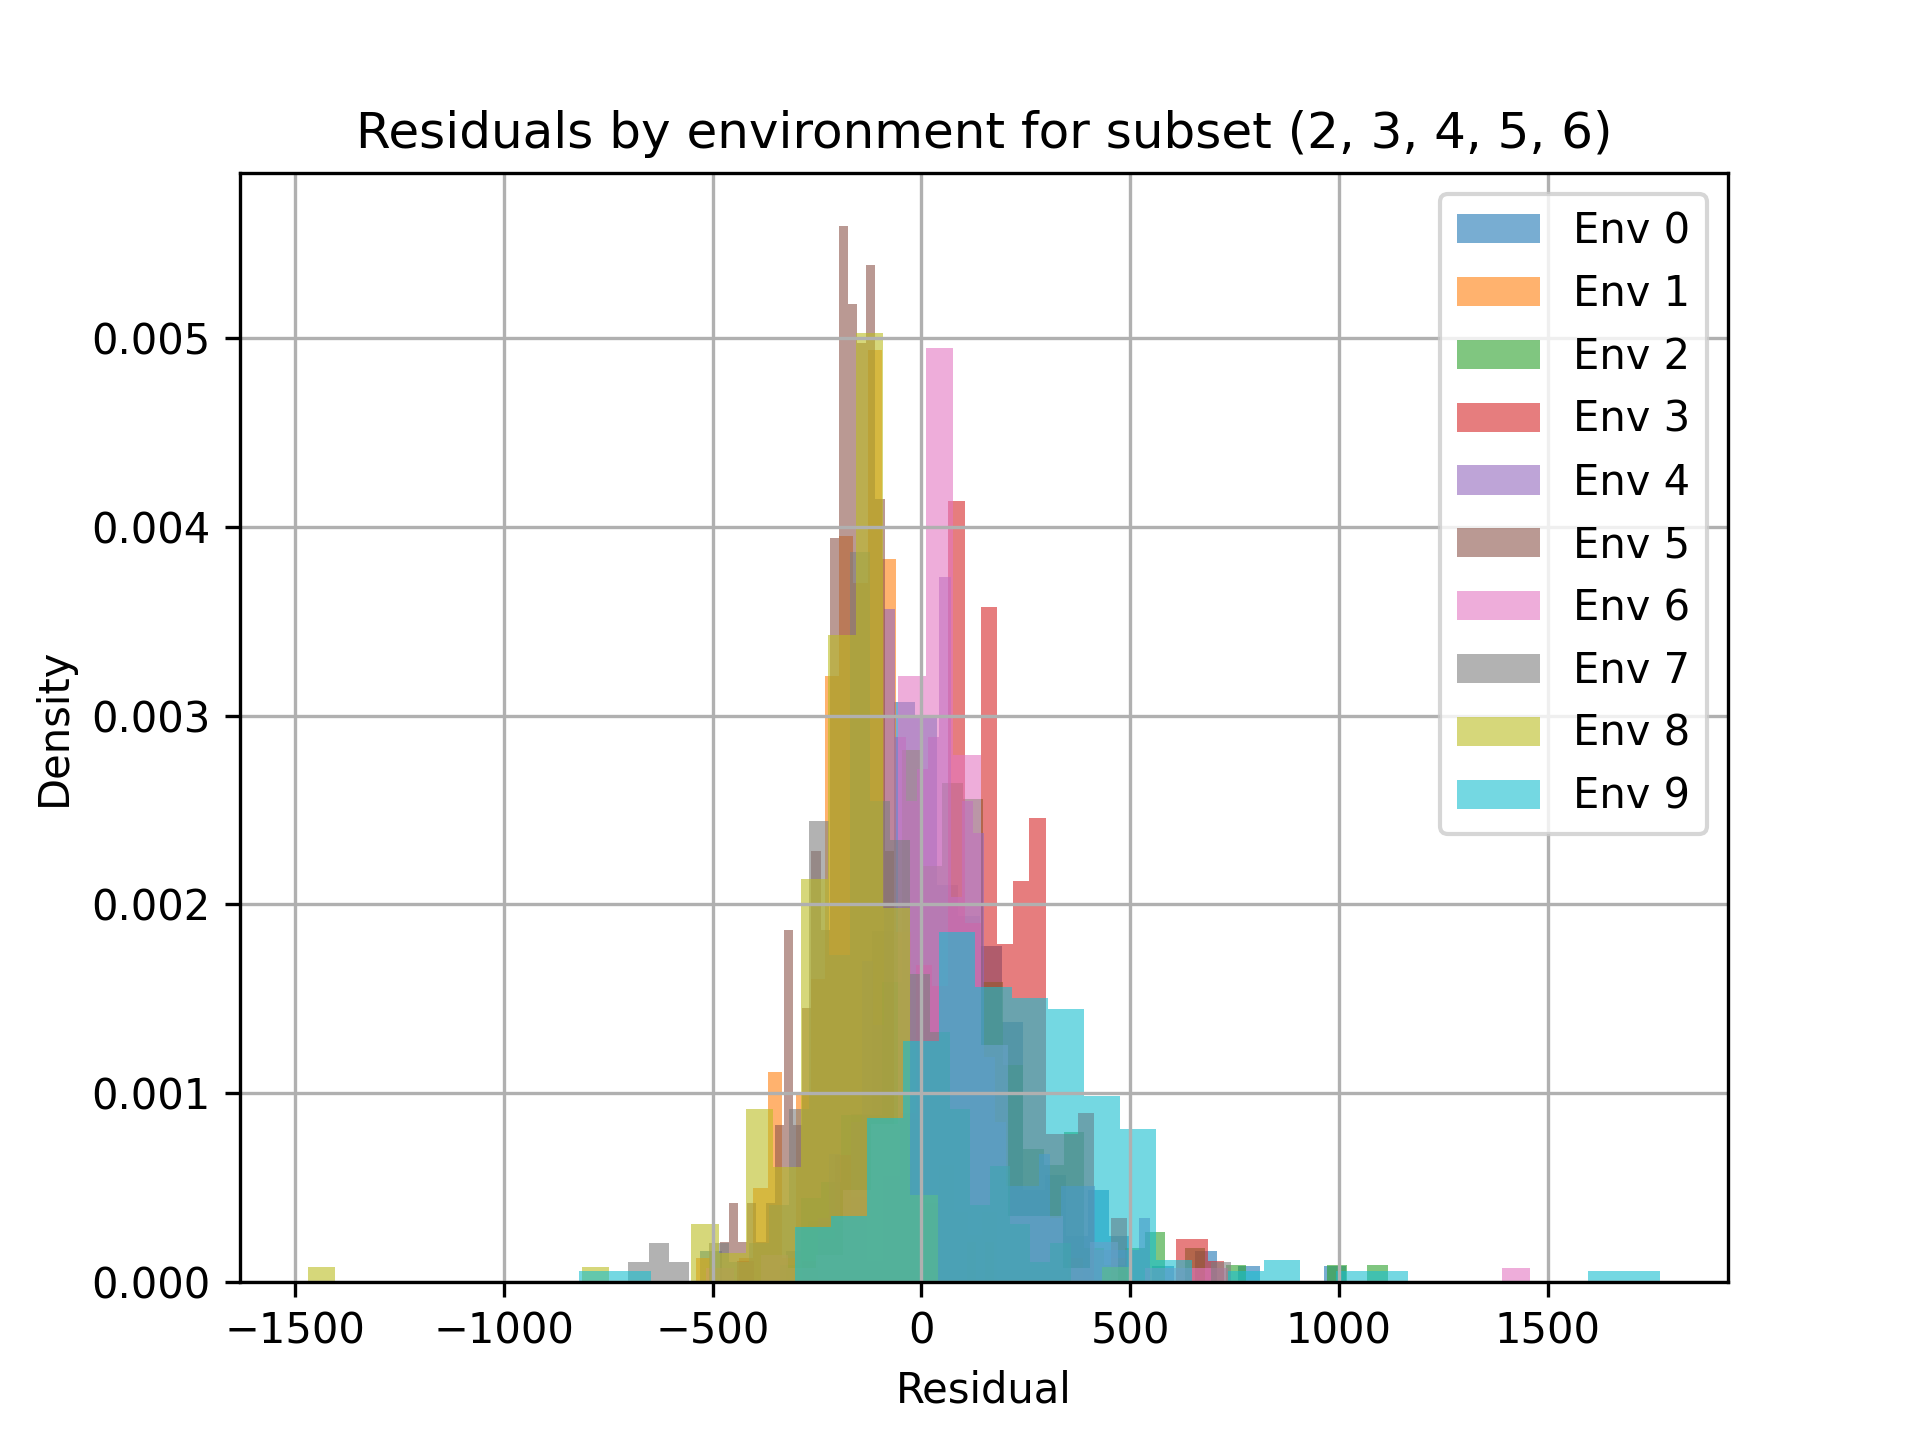 Residuals by environment for subset (2, 3, 4, 5, 6)
Env 0
Env 1
Env 2
Env 3
Env 4
Env 5
Env 6
Env 7
Env 8
Env 9
Density
0.005
0.004
0.003
0.002
0.001
0.000
−1500 −1000 −500 0 500 1000 1500
Residual